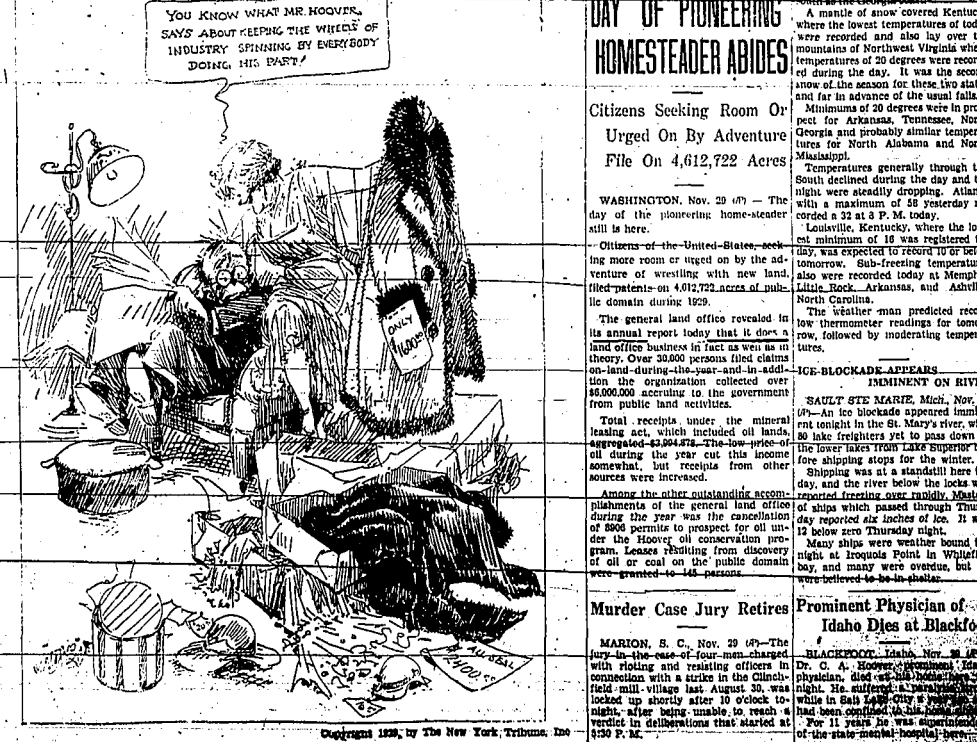 YOU KNOW WHAT MR. HOOVER,
SAYS ABOUT KEEPING THE WHEELS OF
INDUSTRY SPINNING BY EVERYBODY
DOING HIS PART!
ONLY
ALL SEAL
Copyright 1929, by The New York Tribune, Inc
DAY OF PIONEERING
HOMESTEADER ABIDES
Citizens Seeking Room Or
Urged On By Adventure
File On 4,612,722 Acres
WASHINGTON, Nov. 29 (/P) — The
day of the pioneering home-steader
still is here.
Citizens of the United States, seek-
ing more room or urged on by the ad-
venture of wrestling with new land,
filed patents on 4,612,722 acres of pub-
lic domain during 1929.
The general land office revealed in
its annual report today that it does a
land office business in fact as well as in
theory. Over 30,000 persons filed claims
on land during the year and in addi-
tion the organization collected over
$6,000,000 accruing to the government
from public land activities.
Total receipts under the mineral
leasing act, which included oil lands,
aggregated The low price of
oil during the year cut this income
somewhat, but receipts from other
sources were increased.
Among the other outstanding accom-
plishments of the general land office
during the year was the cancellation
of permits to prospect for oil un-
der the Hoover oil conservation pro-
gram. Leases resulting from discovery
of oil or coal on the public domain
were granted to 145 persons.
Murder Case Jury Retires
MARION, S. C., Nov. 29 (/P)—The
jury in the case of four men charged
with rioting and resisting officers in
connection with a strike in the Clinch-
field mill village last August 30, was
locked up shortly after 10 o'clock to-
night, after being unable to reach a
verdict in deliberations that started at
5:30 P. M.
A mantle of snow covered Kentuc
where the lowest temperatures of tod
were recorded and also lay over t
mountains of Northwest Virginia whe
temperatures of 20 degrees were recor
ed during the day. It was the secon
snow of the season for these two stat
and far in advance of the usual falls.
Minimums of 20 degrees were in pro
pect for Arkansas, Tennessee, Nor
Georgia and probably similar temper
tures for North Alabama and Nor
Mississippi.
Temperatures generally through t
South declined during the day and t
night were steadily dropping. Atlan
with a maximum of 58 yesterday r
corded a 32 at 8 P. M. today.
Louisville, Kentucky, where the lo
est minimum of 16 was registered t
day, was expected to record 10 or belo
tomorrow. Sub-freezing temperatur
also were recorded today at Memph
Little Rock, Arkansas, and Ashvil
North Carolina.
The weather man predicted reco
low thermometer readings for tomo
row, followed by moderating temper
tures.
ICE BLOCKADE APPEARS
IMMINENT ON RIV
SAULT STE MARIE, Mich., Nov.
(/P)—An ice blockade appeared immi
ent tonight in the St. Mary's river, wi
80 lake freighters yet to pass down
the lower lakes from Lake Superior
fore shipping stops for the winter.
Shipping was at a standstill here t
day, and the river below the locks w
reported freezing over rapidly.
of ships which passed through Thur
day reported six inches of ice. It w
12 below zero Thursday night.
Many ships were weather bound t
night at Iroquois Point in Whitef
bay, and many were overdue, but
were believed to be in shelter.
Prominent Physician of
Idaho Dies at Blackfo
BLACKFOOT, Idaho, Nov. 29
Dr. C. A. Hoover, prominent Ida
physician, died at his home here
night. He suffered a paralytic
while in Salt Lake City a year
had been confined to his home
For 11 years he was superinten
of the state mental hospital here.